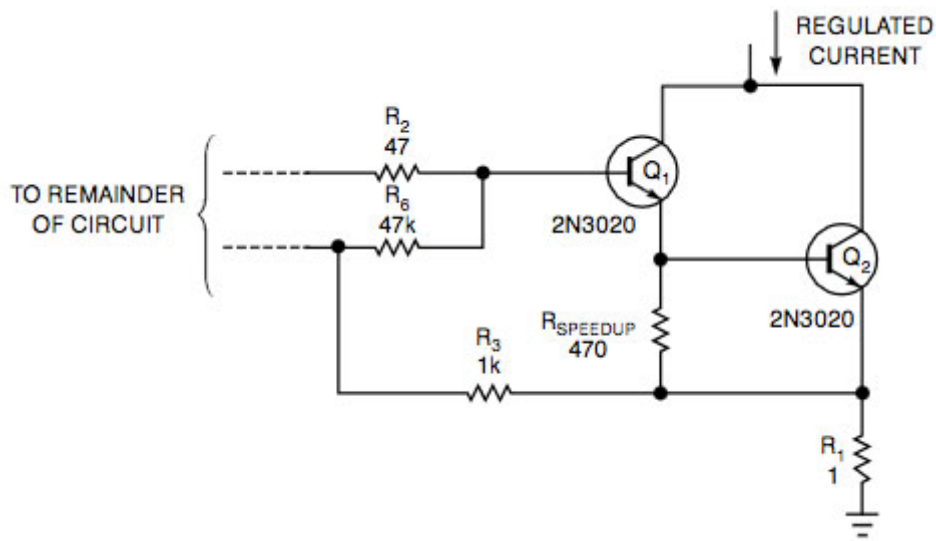 REGULATED
CURRENT
R2
47
Q1
TO REMAINDER
OF CIRCUIT
R6
47k
2N3020
Q2
RSPEEDUP
470
2N3020
R3
1k
R1
1